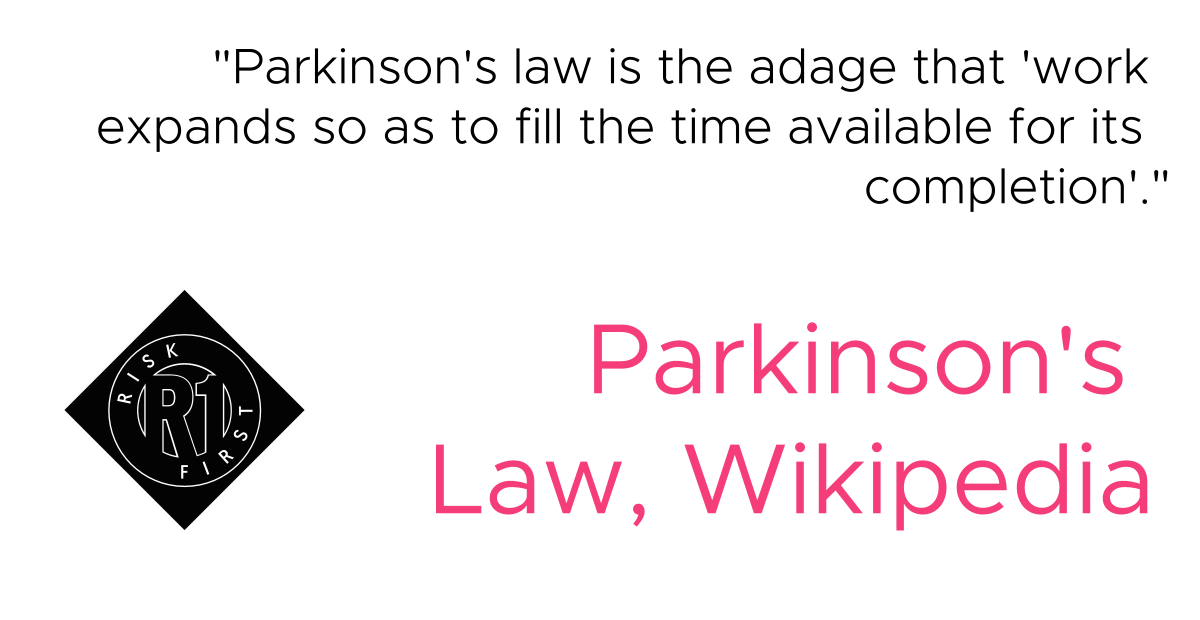 "Parkinson's law is the adage that 'work
expands so as to fill the time available for its
completion'."
RISK
R1
FIRST
Parkinson's
Law, Wikipedia